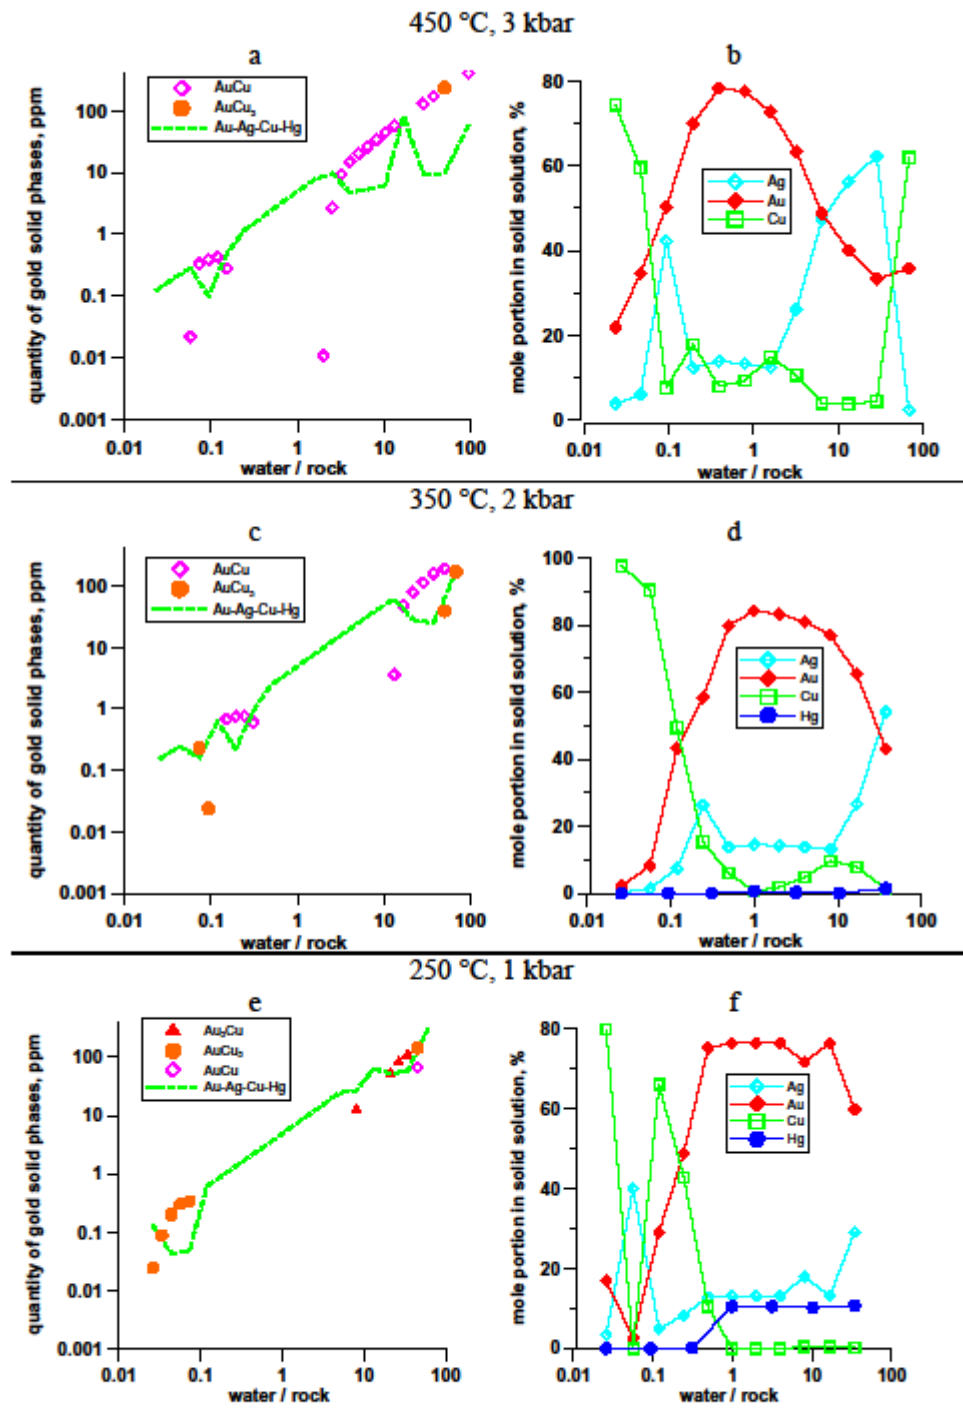 450 °C, 3 kbar
a
b
quantity of gold solid phases, ppm
100
10
1
0.1
0.01
0.001
AuCu
AuCu₃
Au-Ag-Cu-Hg
0.01 0.1 1 10 100
water / rock
mole portion in solid solution, %
80
60
40
20
0
Ag
Au
Cu
0.01 0.1 1 10 100
water / rock
350 °C, 2 kbar
c
d
quantity of gold solid phases, ppm
100
10
1
0.1
0.01
0.001
AuCu
AuCu₃
Au-Ag-Cu-Hg
0.01 0.1 1 10 100
water / rock
mole portion in solid solution, %
100
80
60
40
20
0
Ag
Au
Cu
Hg
0.01 0.1 1 10 100
water / rock
250 °C, 1 kbar
e
f
quantity of gold solid phases, ppm
100
10
1
0.1
0.01
0.001
Au₃Cu
AuCu₃
AuCu
Au-Ag-Cu-Hg
0.01 0.1 1 10 100
water / rock
mole portion in solid solution, %
80
60
40
20
0
Ag
Au
Cu
Hg
0.01 0.1 1 10 100
water / rock